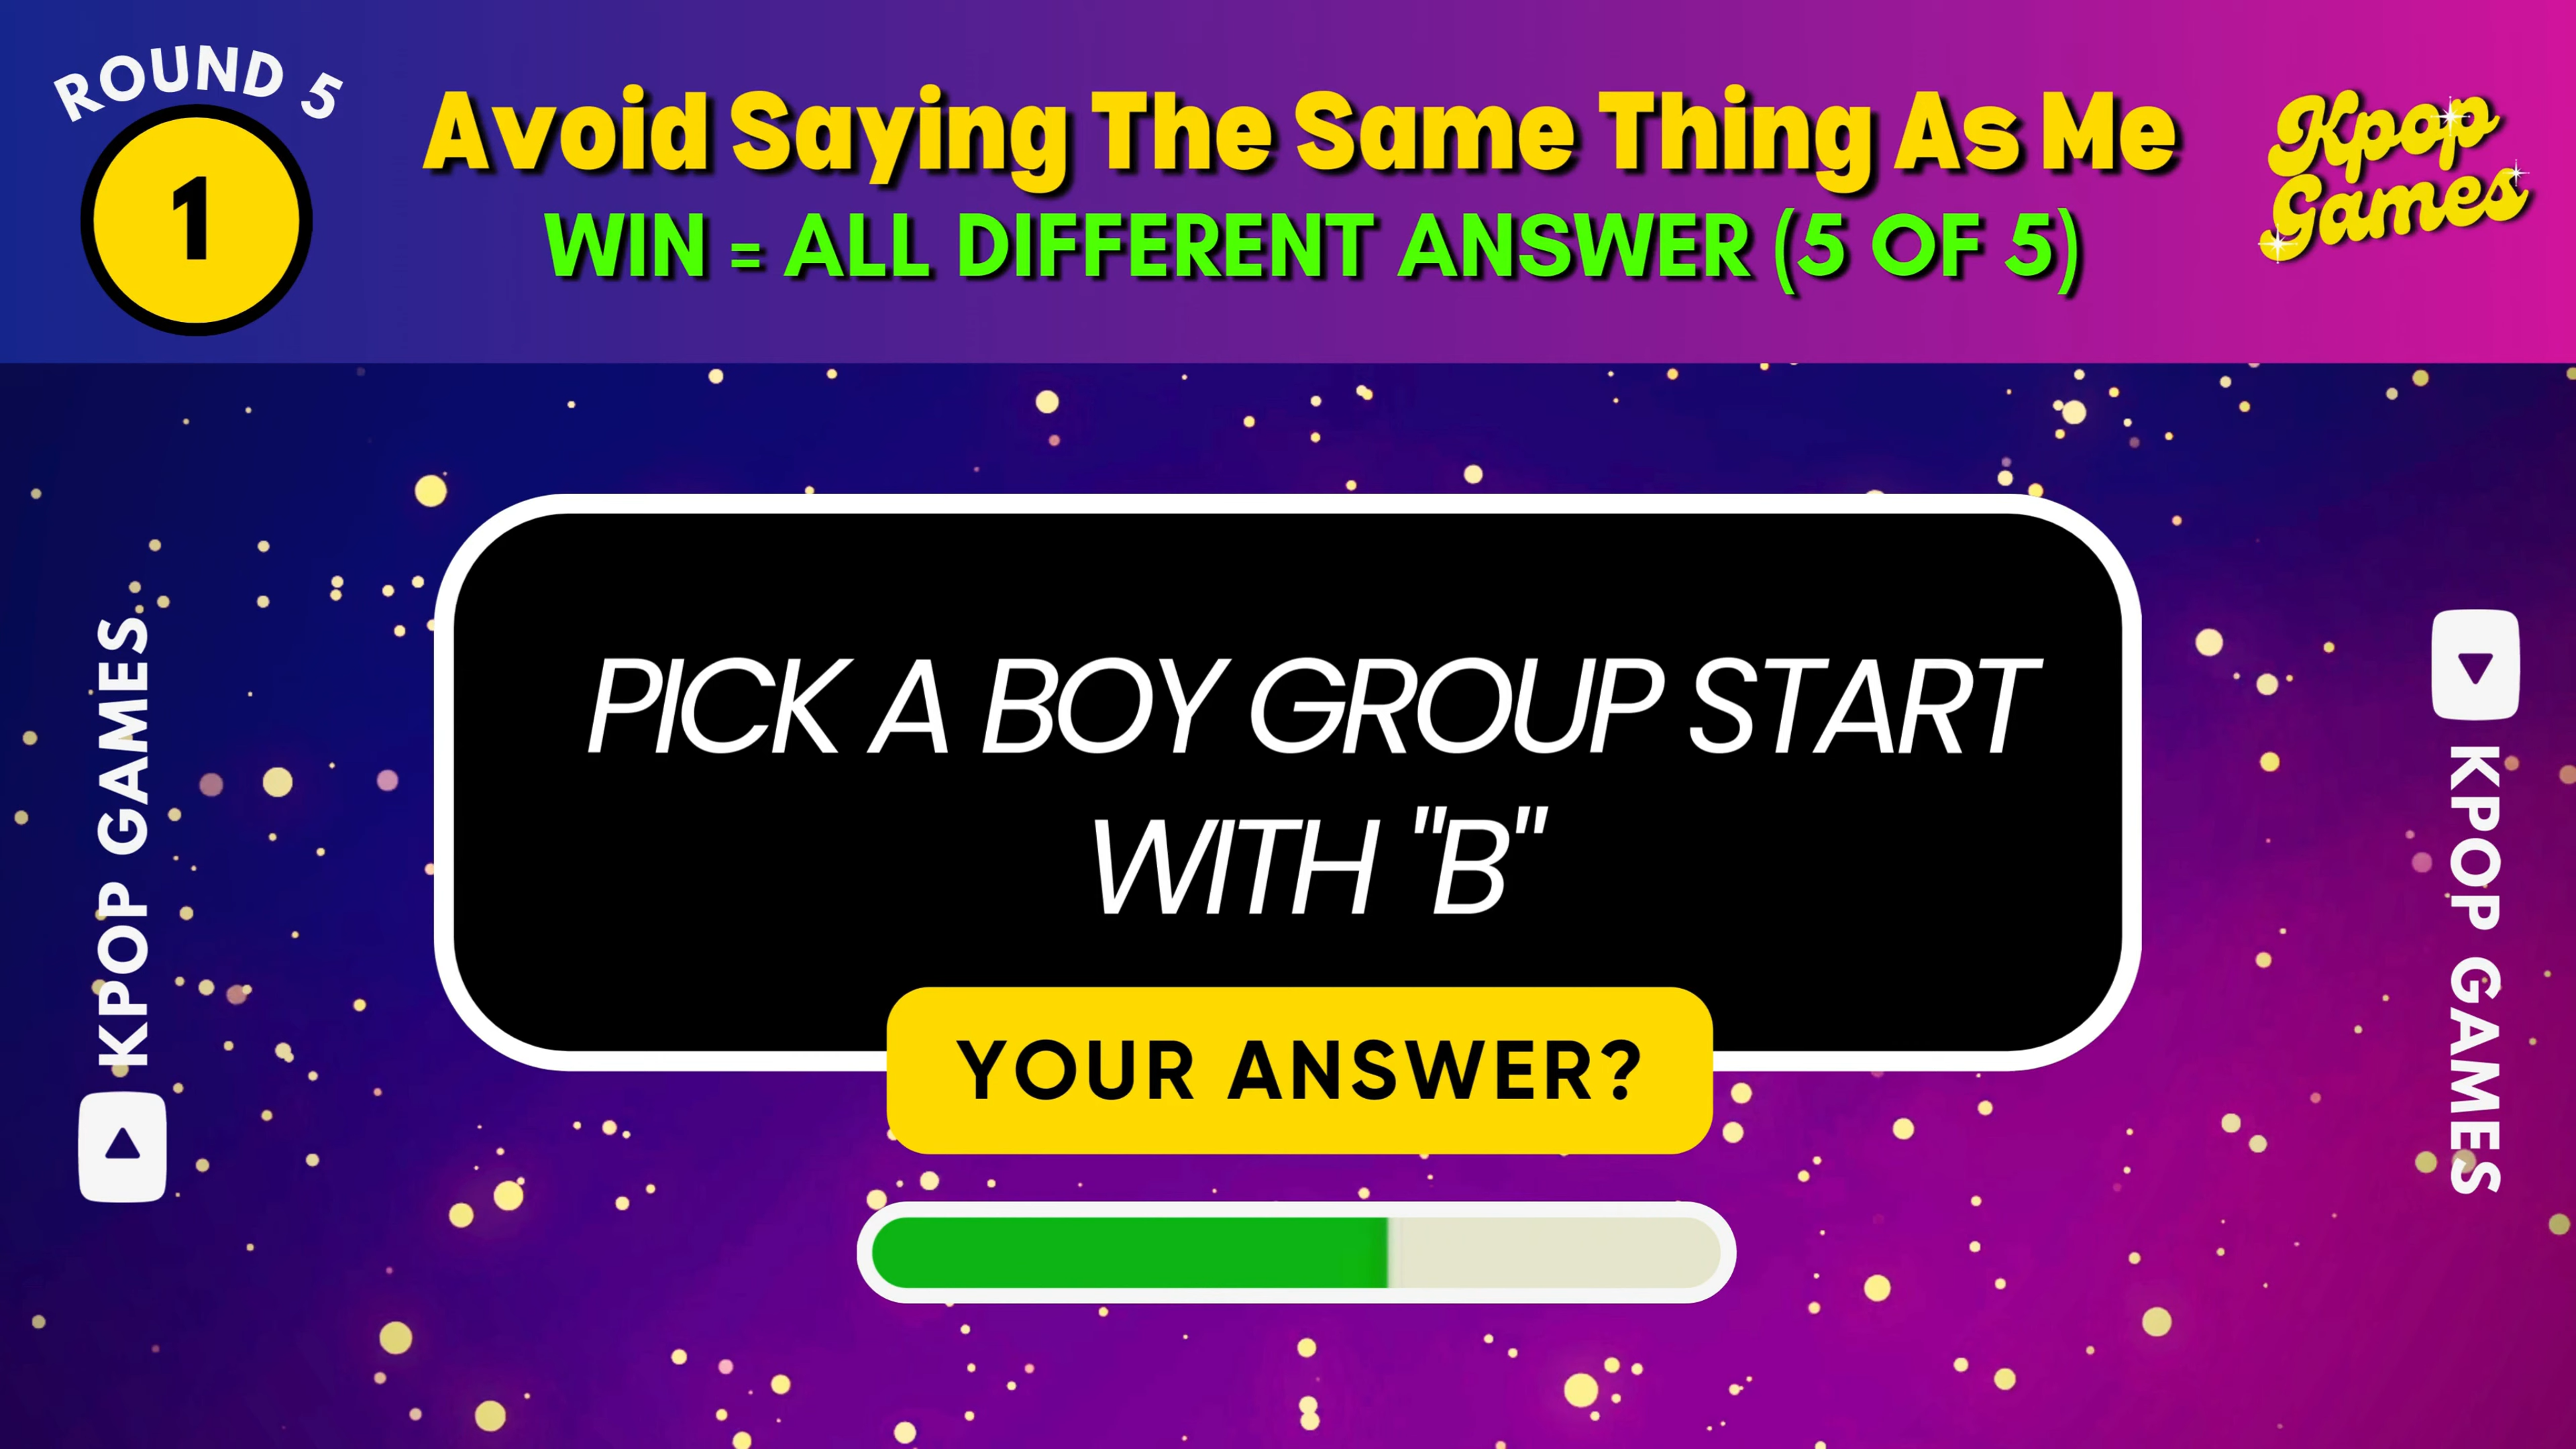 ROUND 5
1
Avoid Saying The Same Thing As Me
WIN = ALL DIFFERENT ANSWER (5 OF 5)
Kpop
Games
PICK A BOY GROUP START
WITH "B"
YOUR ANSWER?
KPOP GAMES
KPOP GAMES